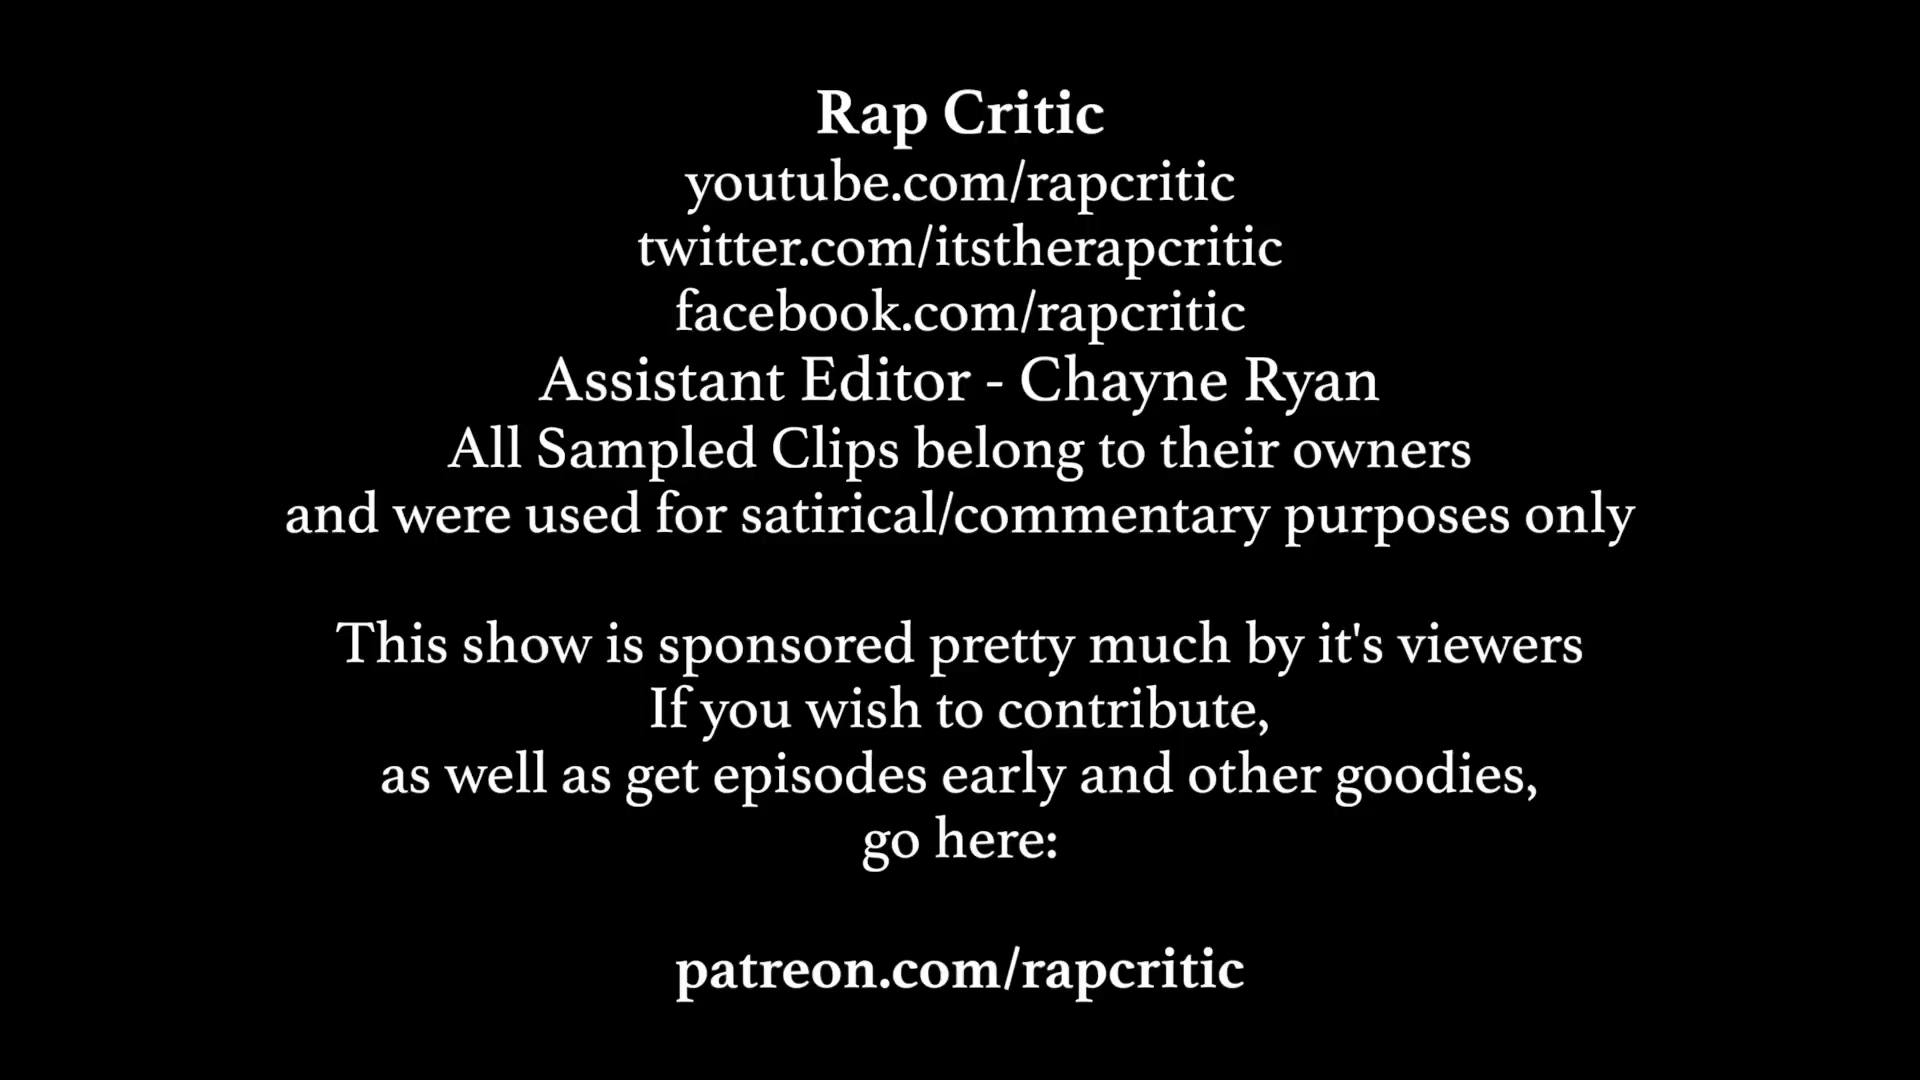 Rap Critic
youtube.com/rapcritic
twitter.com/itstherapcritic
facebook.com/rapcritic
Assistant Editor - Chayne Ryan
All Sampled Clips belong to their owners
and were used for satirical/commentary purposes only
This show is sponsored pretty much by it's viewers
If you wish to contribute,
as well as get episodes early and other goodies,
go here:
patreon.com/rapcritic